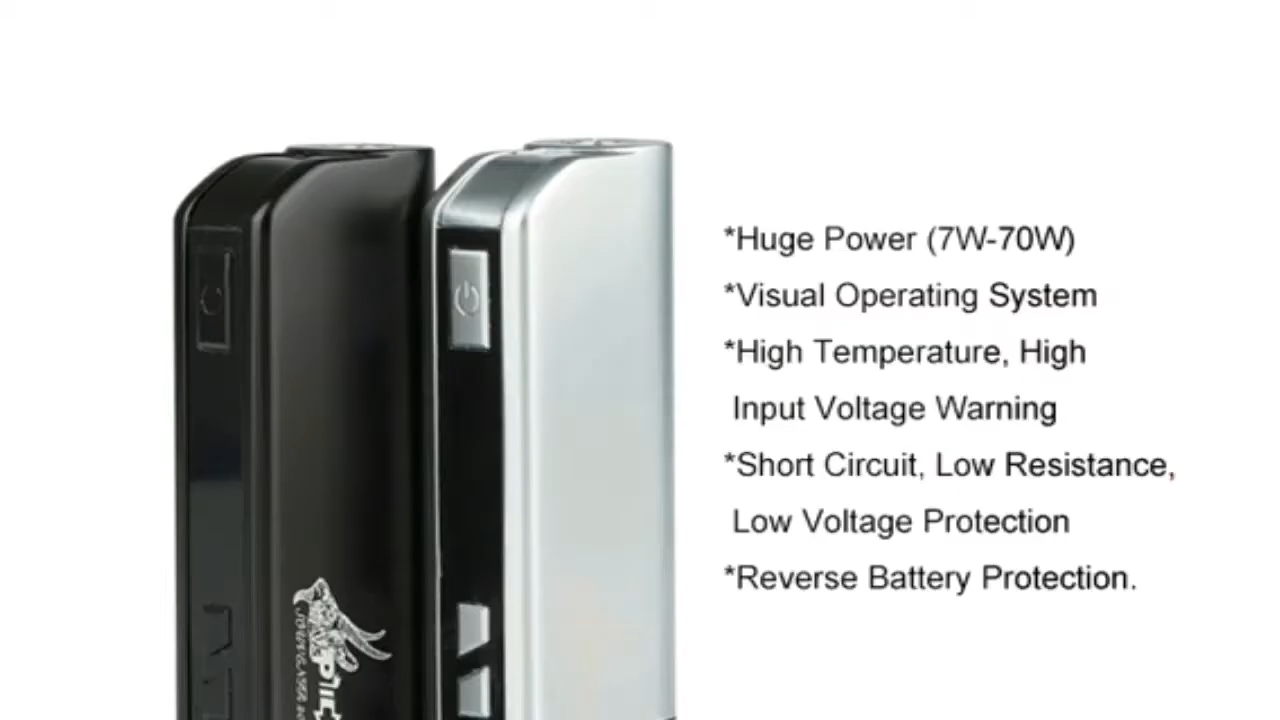 *Huge Power (7W-70W)
*Visual Operating System
*High Temperature, High
Input Voltage Warning
*Short Circuit, Low Resistance,
Low Voltage Protection
*Reverse Battery Protection.